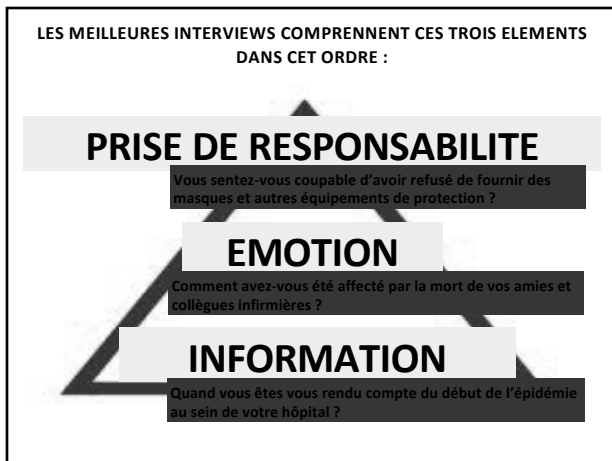 LES MEILLEURES INTERVIEWS COMPRENNENT CES TROIS ELEMENTS
DANS CET ORDRE :
PRISE DE RESPONSABILITE
Vous sentez-vous coupable d’avoir refusé de fournir des
masques et autres équipements de protection ?
EMOTION
Comment avez-vous été affecté par la mort de vos amies et
collègues infirmières ?
INFORMATION
Quand vous êtes vous rendu compte du début de l’épidémie
au sein de votre hôpital ?